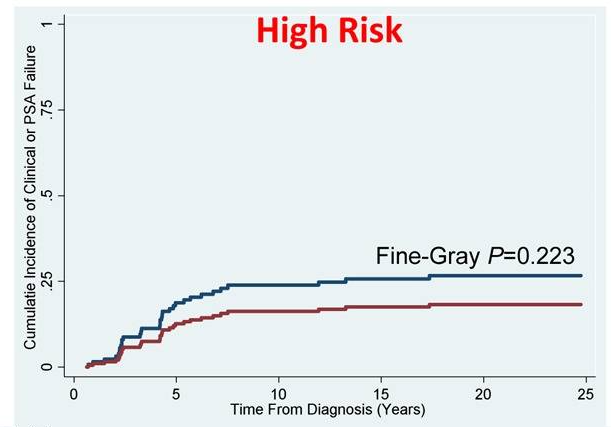 High Risk
Cumulatie Incidence of Clinical or PSA Failure
1
.75
.5
.25
0
Fine-Gray P=0.223
0 5 10 15 20 25
Time From Diagnosis (Years)